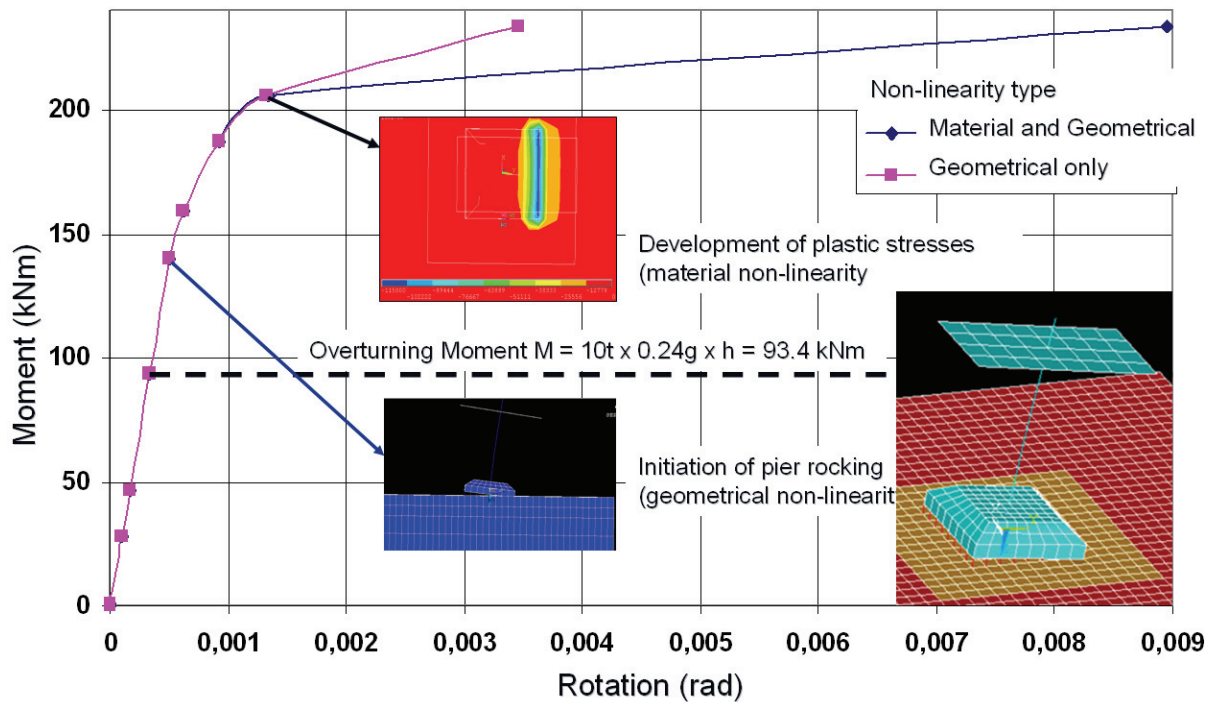 200
150
100
50
0
Moment (kNm)
0
0,001
0,002
0,003
0,004
0,005
0,006
0,007
0,008
0,009
Rotation (rad)
Non-linearity type
Material and Geometrical
Geometrical only
Development of plastic stresses
(material non-linearity
Overturning Moment M = 10t x 0.24g x h = 93.4 kNm
Initiation of pier rocking
(geometrical non-linearit